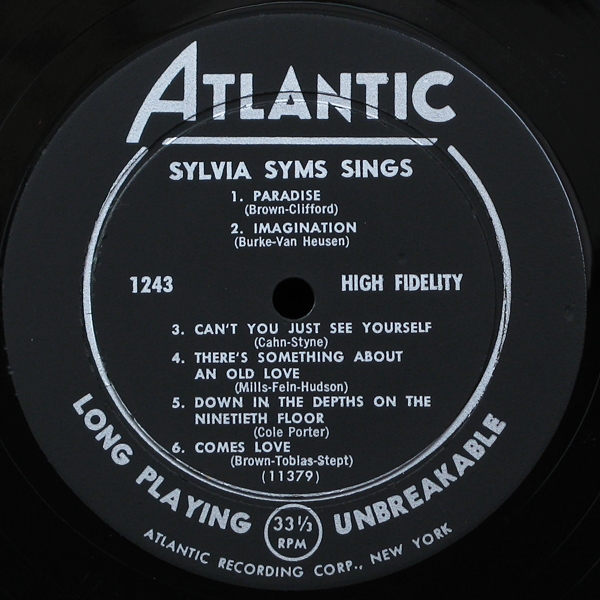 ATLANTIC
SYLVIA SYMS SINGS
1. PARADISE
(Brown-Clifford)
2. IMAGINATION
(Burke-Van Heusen)
1243 HIGH FIDELITY
3. CAN'T YOU JUST SEE YOURSELF
(Cahn-Styne)
4. THERE'S SOMETHING ABOUT
AN OLD LOVE
(Mills-Fein-Hudson)
5. DOWN IN THE DEPTHS ON THE
NINETIETH FLOOR
(Cole Porter)
6. COMES LOVE
(Brown-Tobias-Stept)
(11379)
LONG PLAYING 33 1/3 RPM UNBREAKABLE
ATLANTIC RECORDING CORP., NEW YORK